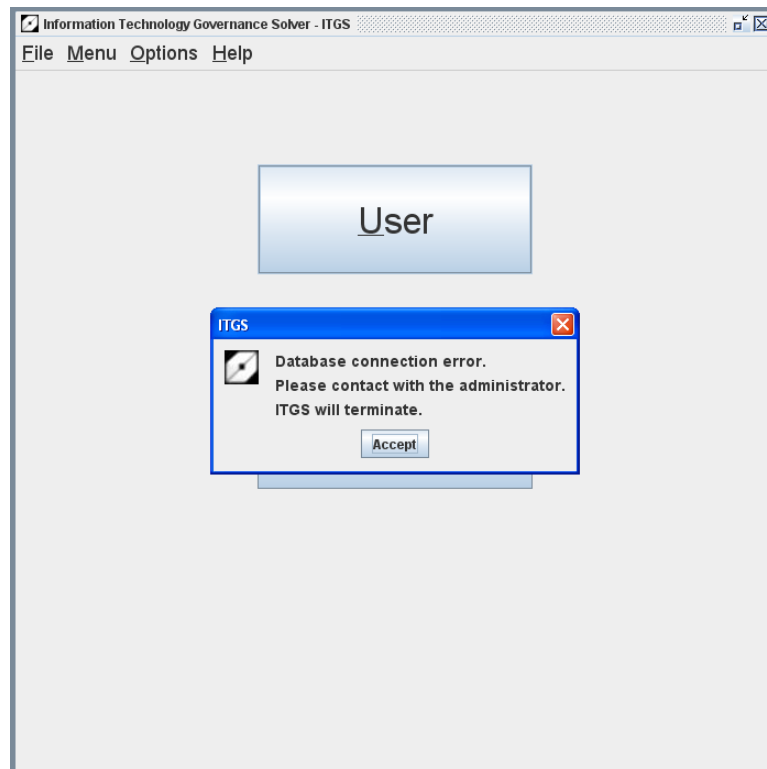 Information Technology Governance Solver - ITGS
File Menu Options Help
User
ITGS
Database connection error.
Please contact with the administrator.
ITGS will terminate.
Accept